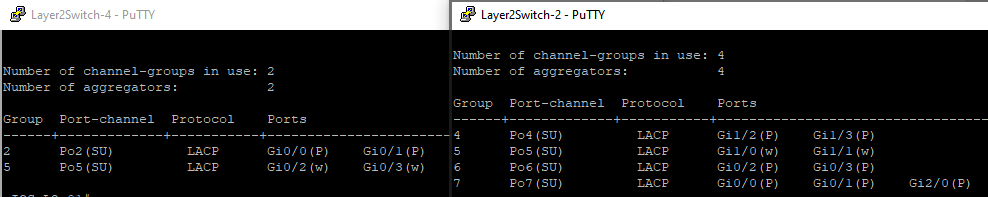 Layer2Switch-4 - PuTTY
Number of channel-groups in use: 2
Number of aggregators: 2
Group Port-channel Protocol Ports
------+-------------+-----------+-----------------------
2 Po2(SU) LACP Gi0/0(P) Gi0/1(P)
5 Po5(SU) LACP Gi0/2(w) Gi0/3(w)
Layer2Switch-2 - PuTTY
Number of channel-groups in use: 4
Number of aggregators: 4
Group Port-channel Protocol Ports
------+-------------+-----------+-----------------------
4 Po4(SU) LACP Gi1/2(P) Gi1/3(P)
5 Po5(SU) LACP Gi1/0(w) Gi1/1(w)
6 Po6(SU) LACP Gi0/2(P) Gi0/3(P)
7 Po7(SU) LACP Gi0/0(P) Gi0/1(P) Gi2/0(P)